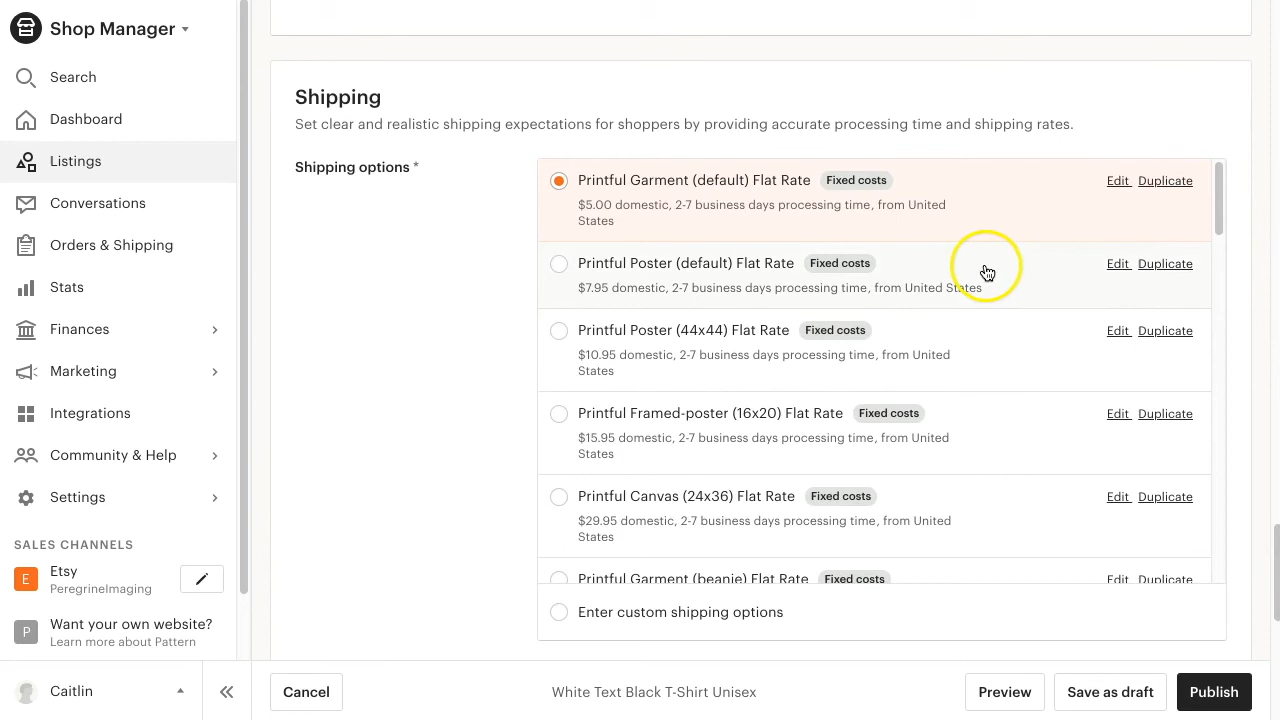 Shop Manager
Search
Dashboard
Listings
Conversations
Orders & Shipping
Stats
Finances
Marketing
Integrations
Community & Help
Settings
SALES CHANNELS
E
Etsy
PeregrineImaging
P
Want your own website?
Learn more about Pattern
Caitlin
Shipping
Set clear and realistic shipping expectations for shoppers by providing accurate processing time and shipping rates.
Shipping options *
Printful Garment (default) Flat Rate Fixed costs Edit Duplicate
$5.00 domestic, 2-7 business days processing time, from United
States
Printful Poster (default) Flat Rate Fixed costs Edit Duplicate
$7.95 domestic, 2-7 business days processing time, from United States
Printful Poster (44x44) Flat Rate Fixed costs Edit Duplicate
$10.95 domestic, 2-7 business days processing time, from United
States
Printful Framed-poster (16x20) Flat Rate Fixed costs Edit Duplicate
$15.95 domestic, 2-7 business days processing time, from United
States
Printful Canvas (24x36) Flat Rate Fixed costs Edit Duplicate
$29.95 domestic, 2-7 business days processing time, from United
States
Printful Garment (beanie) Flat Rate Fixed costs Edit Duplicate
Enter custom shipping options
Cancel
White Text Black T-Shirt Unisex
Preview
Save as draft
Publish